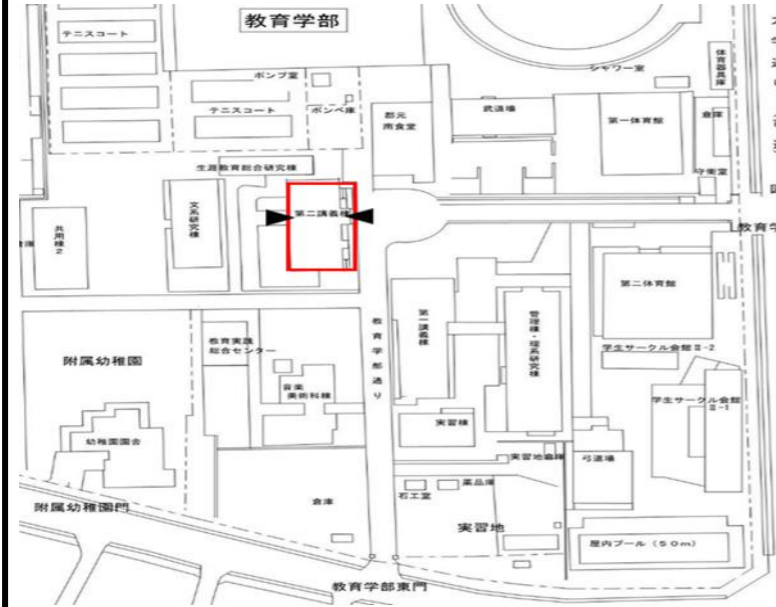 教育学部
テニスコート
ポンプ室
シャワー室
体育器具庫
テニスコート
ボンベ庫
郡元
南食堂
武道場
第一体育館
倉庫
生涯教育総合研究棟
守衛室
第二講義棟
文系研究棟
共用棟2
倉庫
教育学
第二体育館
第一講義棟
管理棟・理系研究棟
教育学部通り
教育実践
総合センター
附属幼稚園
学生サークル会館Ⅱ-2
音楽
美術科棟
学生サークル会館
Ⅱ-1
幼稚園園舎
実習棟
実習地倉庫
弓道場
石工室
薬品庫
附属幼稚園門
倉庫
実習地
屋内プール(50m)
教育学部東門